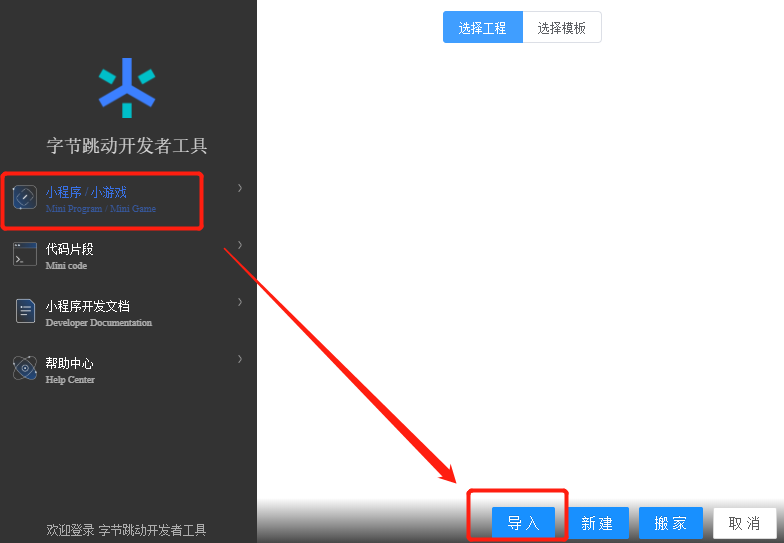 字节跳动开发者工具
小程序 / 小游戏
Mini Program / Mini Game
代码片段
Mini code
小程序开发文档
Developer Documentation
帮助中心
Help Center
欢迎登录 字节跳动开发者工具
选择工程 选择模板
导入 新建 搬家 取消